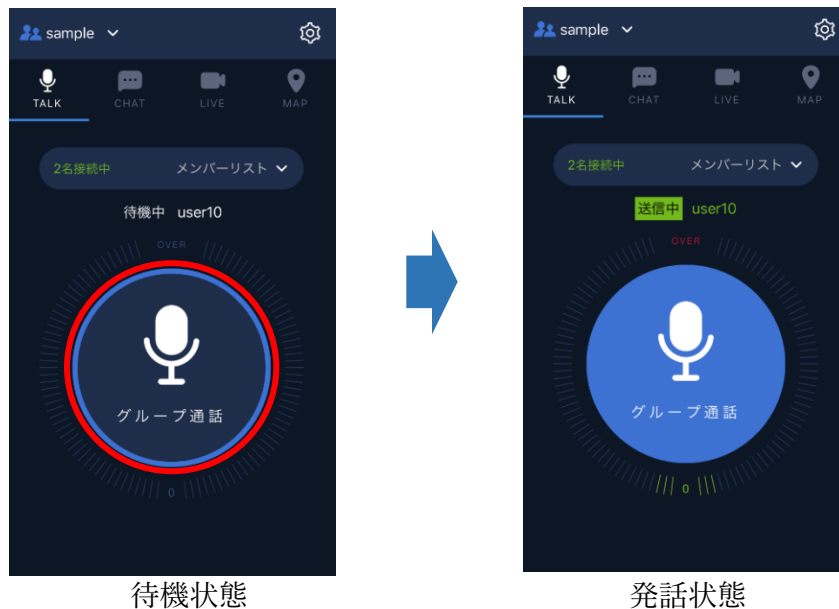 sample
TALK CHAT LIVE MAP
2名接続中 メンバーリスト
待機中 user10
OVER
グループ通話
0
待機状態
sample
TALK CHAT LIVE MAP
2名接続中 メンバーリスト
送信中 user10
OVER
グループ通話
0
発話状態